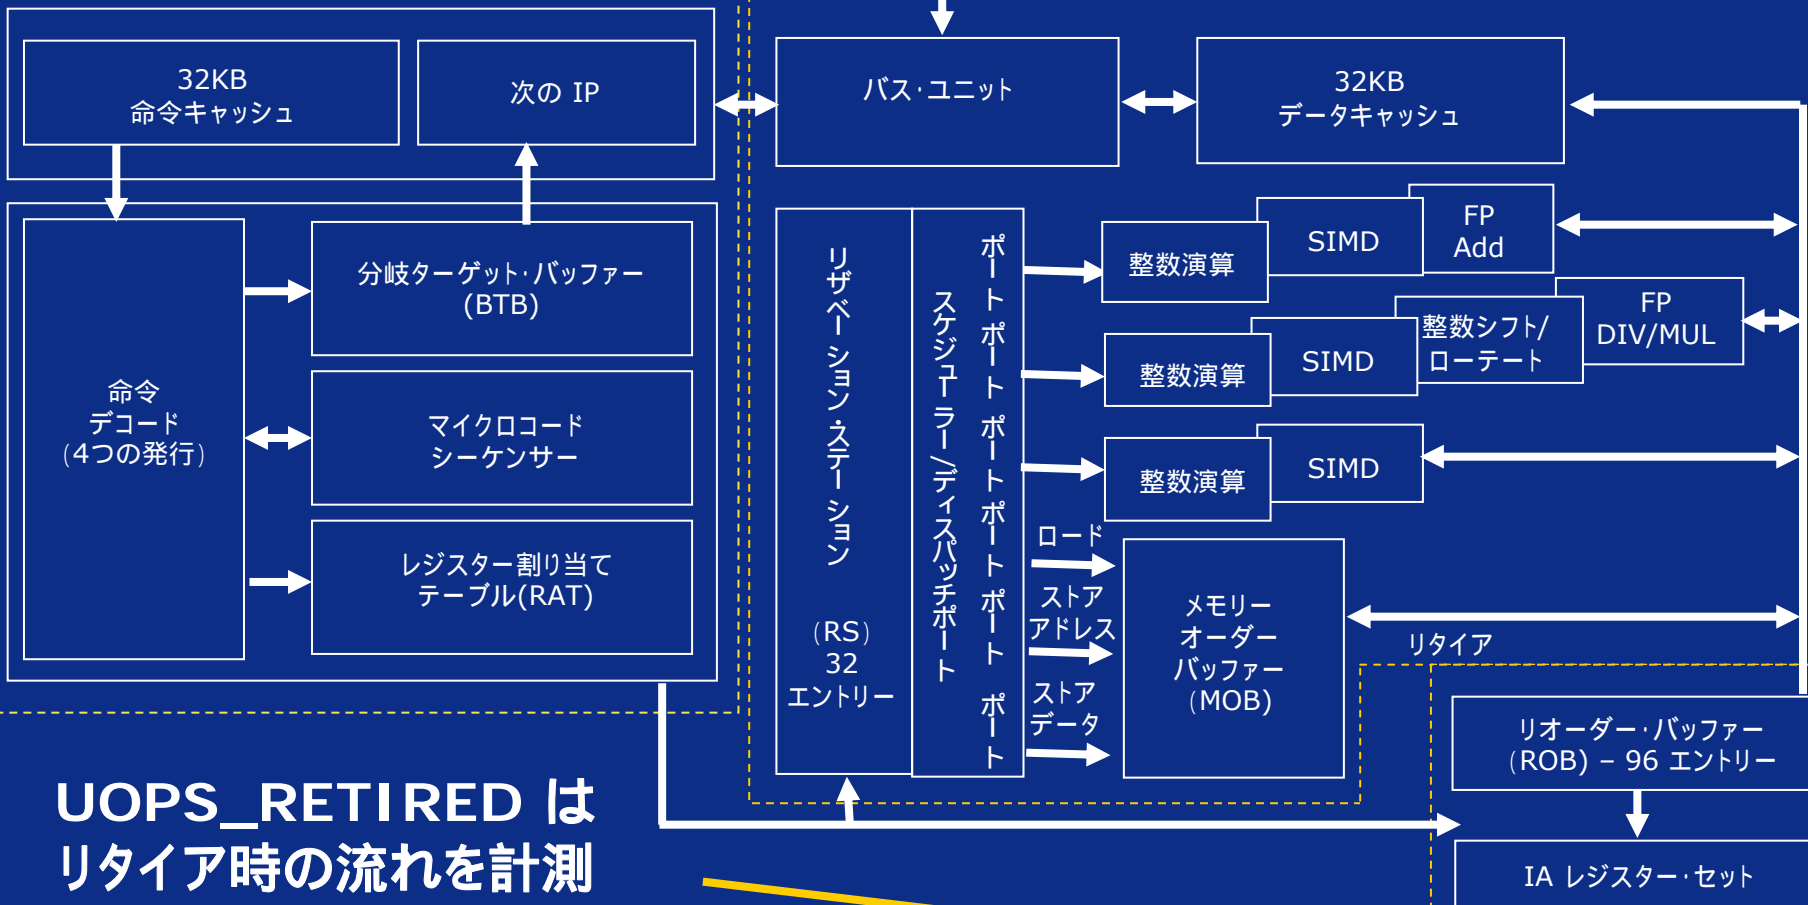 32KB
命令キャッシュ
次の IP
バス・ユニット
32KB
データキャッシュ
命令
デコード
(4つの発行)
分岐ターゲット・バッファー
(BTB)
マイクロコード
シーケンサー
レジスター割り当て
テーブル(RAT)
リザベーション・ステーション
(RS)
32
エントリー
スケジューラー/ディスパッチポート
ポート
ポート
ポート
ポート
ポート
ポート
整数演算
SIMD
FP
Add
整数演算
SIMD
整数シフト/
ローテート
FP
DIV/MUL
整数演算
SIMD
ロード
ストア
アドレス
ストア
データ
メモリー
オーダー
バッファー
(MOB)
リタイア
リオーダー・バッファー
(ROB) – 96 エントリー
IA レジスター・セット
UOPS_RETIRED は
リタイア時の流れを計測